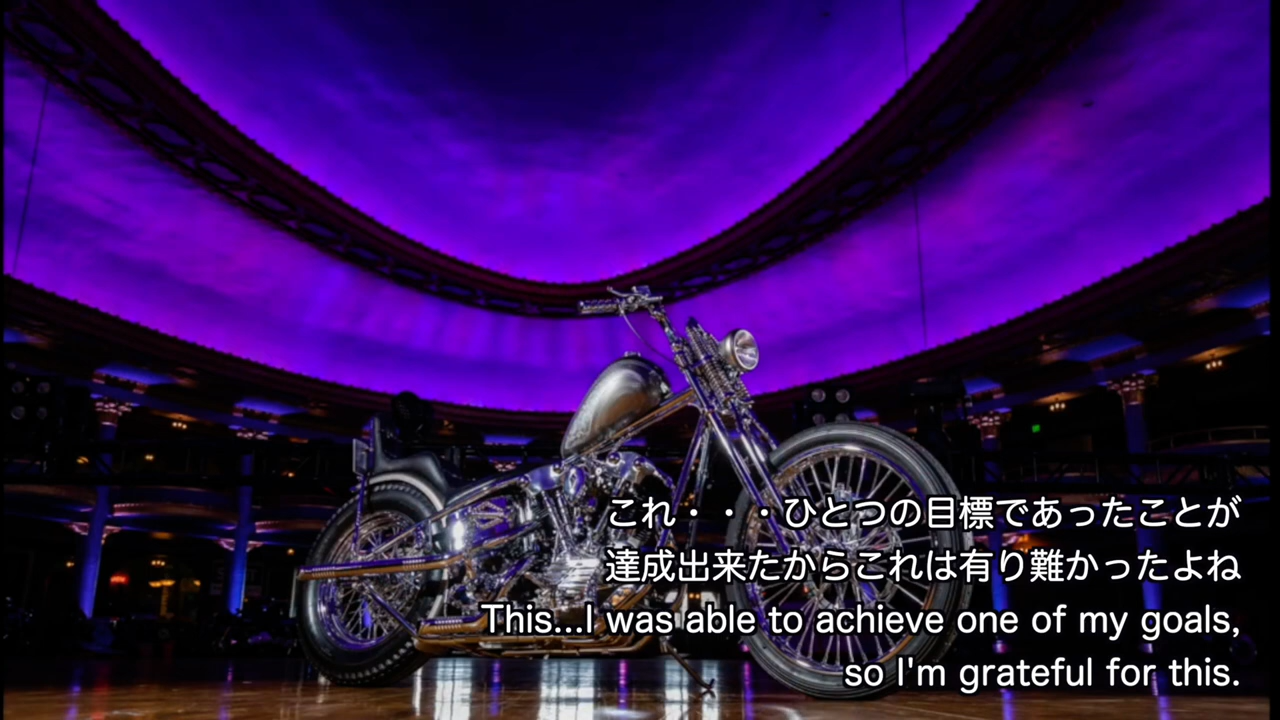 これ・・・ひとつの目標であったことが
達成出来たからこれは有り難かったよね
This...I was able to achieve one of my goals,
so I'm grateful for this.